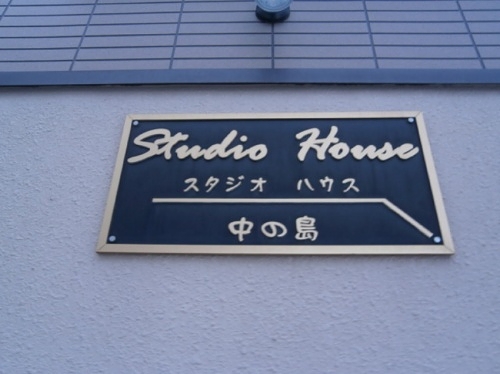 Studio House
スタジオ ハウス
中の島